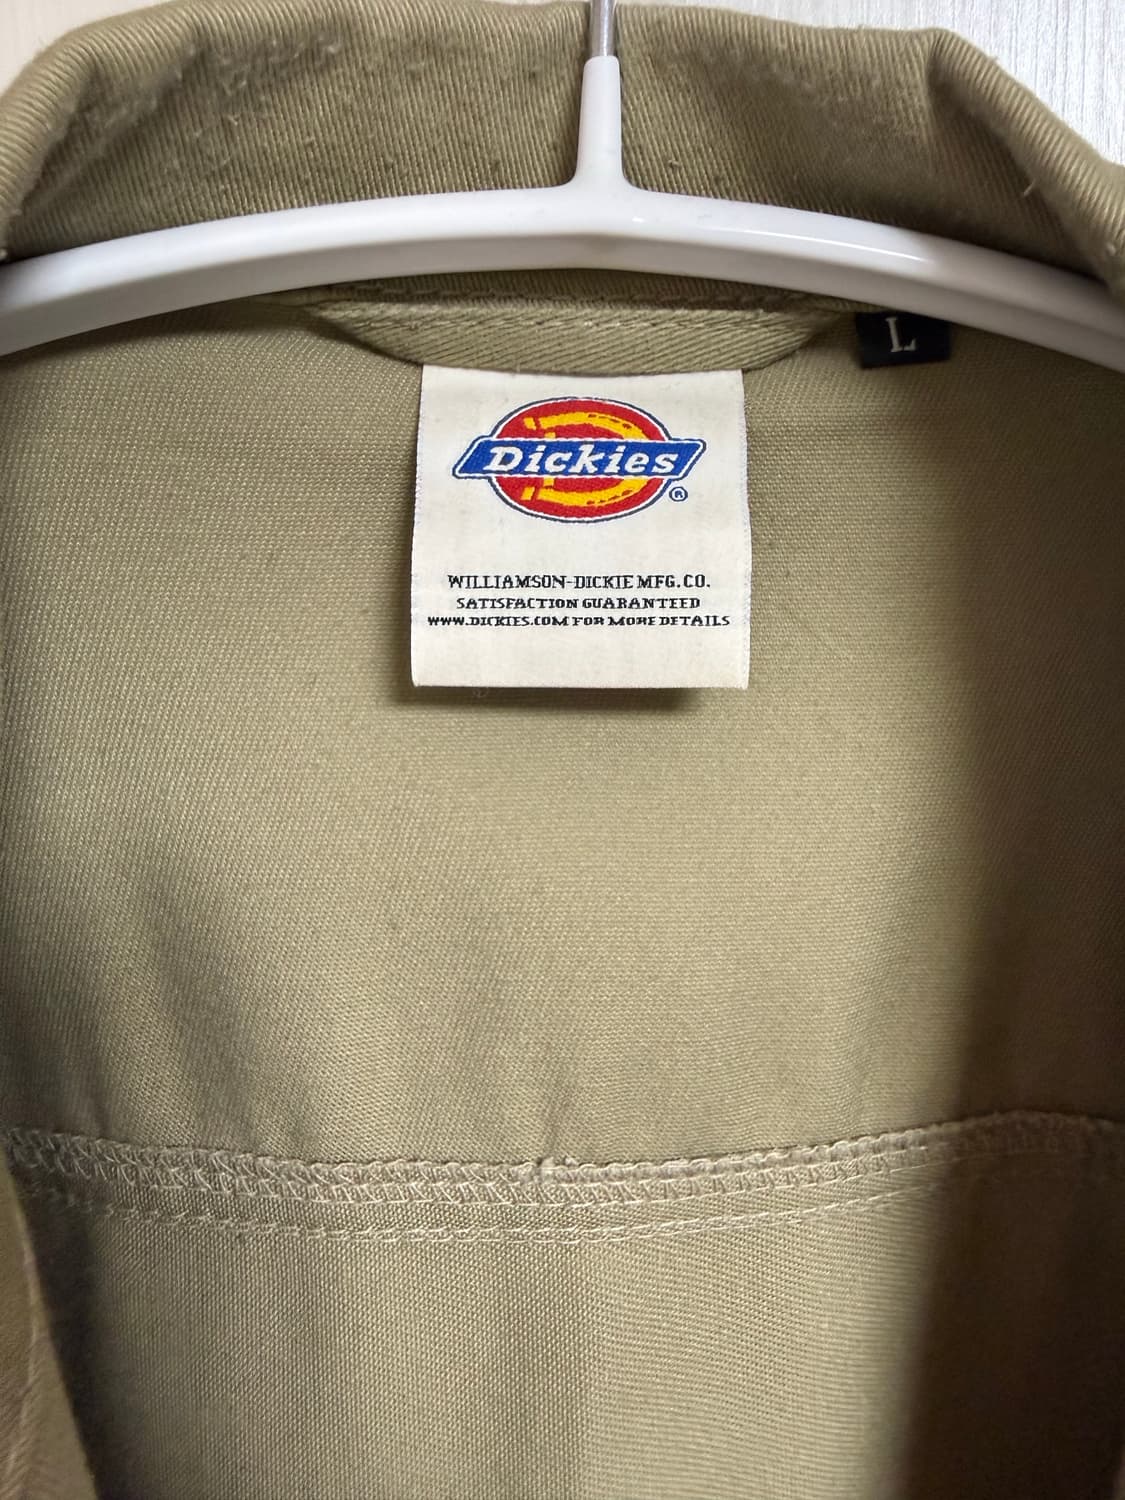 L
Dickies
®
WILLIAMSON-DICKIE MFG.CO.
SATISFACTION GUARANTEED
WWW.DICKIES.COM FOR MORE DETAILS